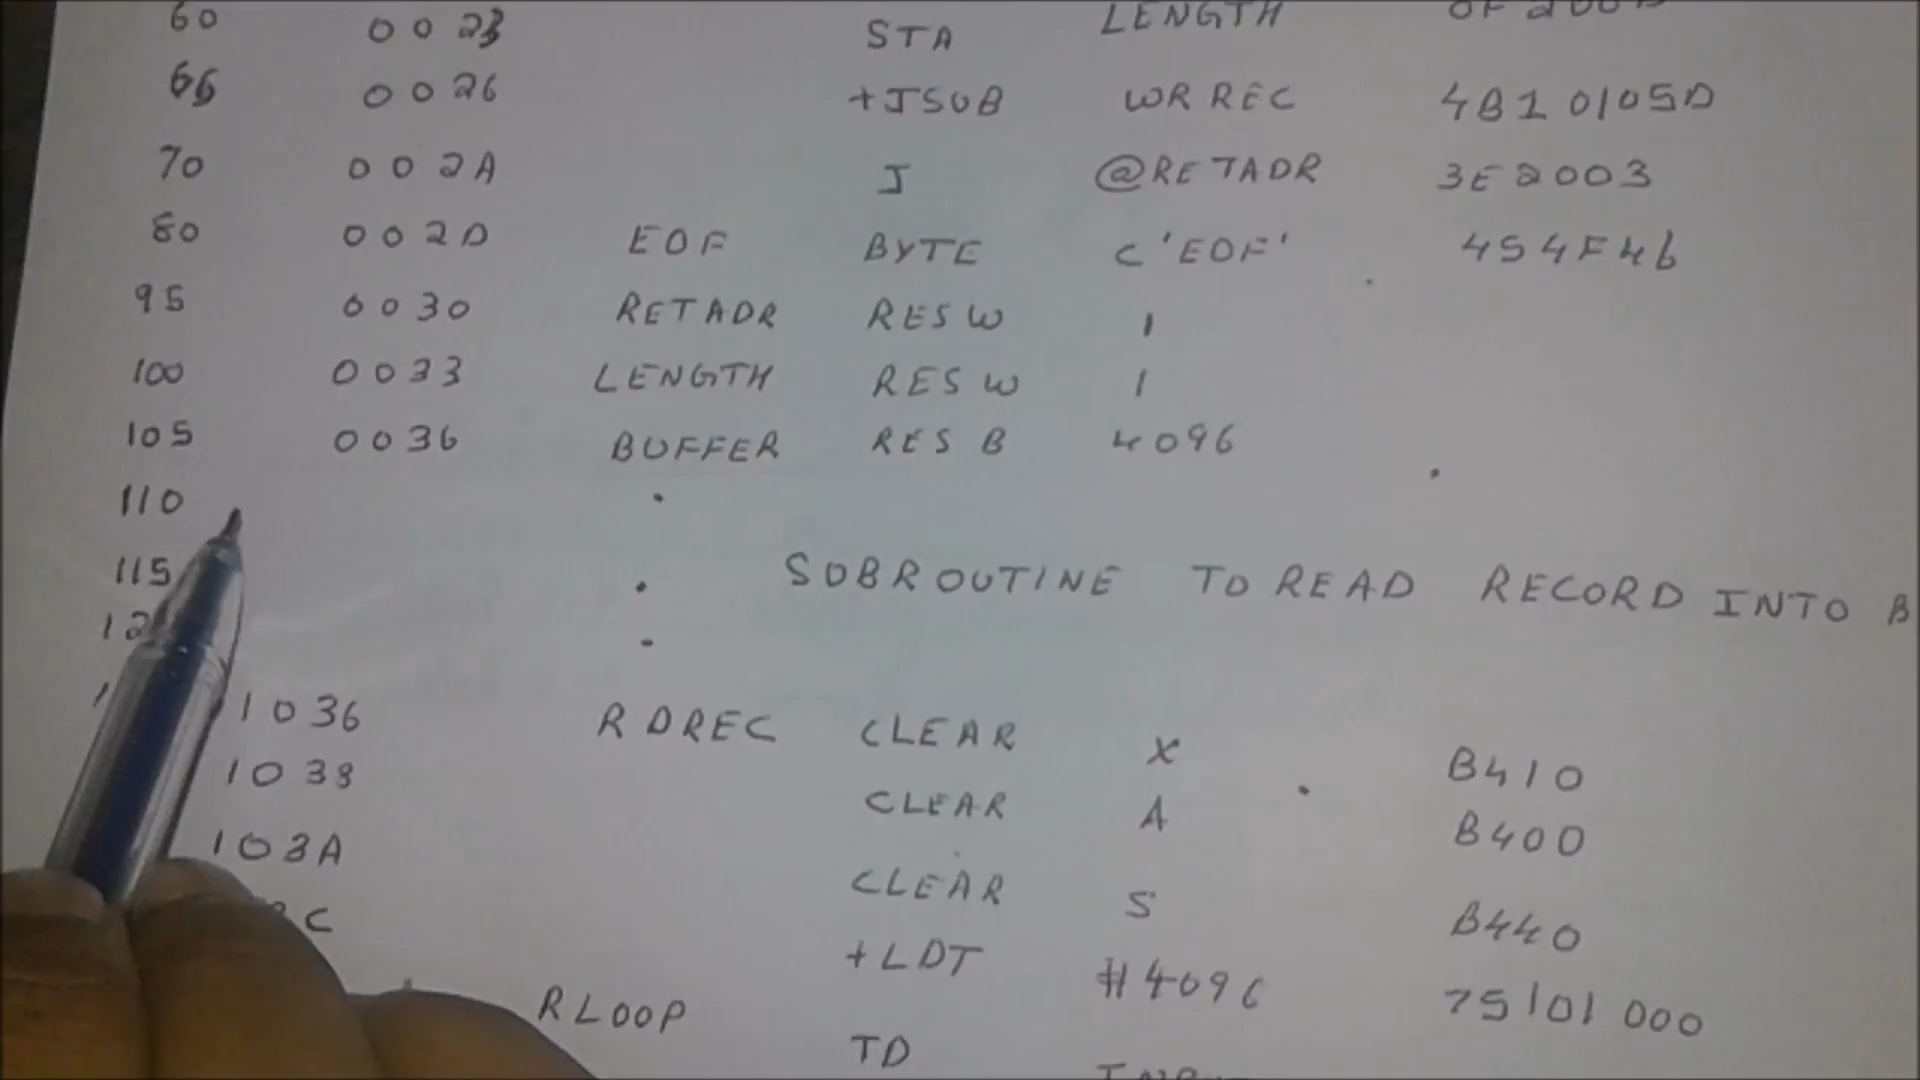 60 0023 STA LENGTH
65 0026 +JSUB WRREC 4B10105D
70 002A J @RETADR 3E2003
80 002D EOF BYTE C'EOF' 454F46
95 0030 RETADR RESW 1
100 0033 LENGTH RESW 1
105 0036 BUFFER RESB 4096
110 .
115 . SUBROUTINE TO READ RECORD INTO B
12 .
1036 RDREC CLEAR X B410
1038 CLEAR A B400
103A CLEAR S B440
C +LDT #4096 75101000
RLOOP TD